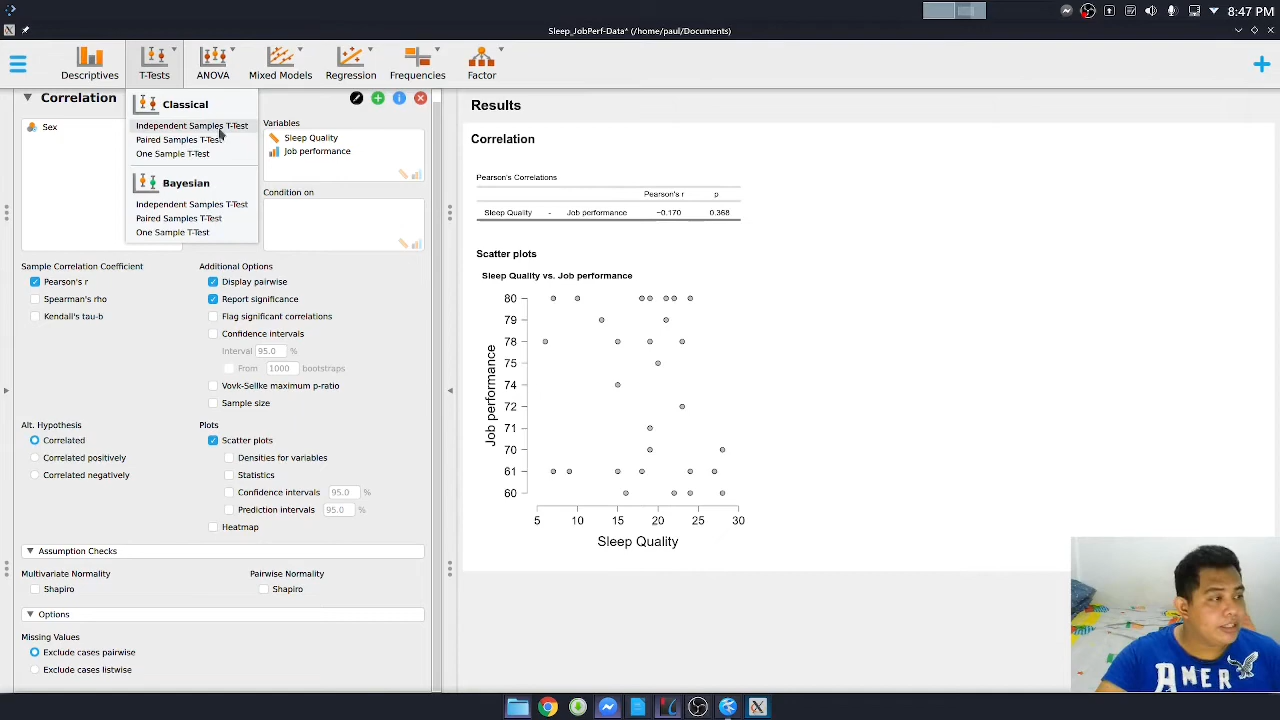 8:47 PM
Sleep_JobPerf-Data* (/home/paul/Documents)
Descriptives
T-Tests
ANOVA
Mixed Models
Regression
Frequencies
Factor
Correlation
Sex
Classical
Independent Samples T-Test
Paired Samples T-Test
One Sample T-Test
Bayesian
Independent Samples T-Test
Paired Samples T-Test
One Sample T-Test
Variables
Sleep Quality
Job performance
Condition on
Sample Correlation Coefficient
Pearson's r
Spearman's rho
Kendall's tau-b
Additional Options
Display pairwise
Report significance
Flag significant correlations
Confidence intervals
Interval 95.0 %
From 1000 bootstraps
Vovk-Sellke maximum p-ratio
Sample size
Alt. Hypothesis
Correlated
Correlated positively
Correlated negatively
Plots
Scatter plots
Densities for variables
Statistics
Confidence intervals 95.0 %
Prediction intervals 95.0 %
Heatmap
Assumption Checks
Multivariate Normality
Shapiro
Pairwise Normality
Shapiro
Options
Missing Values
Exclude cases pairwise
Exclude cases listwise
Results
Correlation
Pearson's Correlations
Pearson's r p
Sleep Quality - Job performance −0.170 0.368
Scatter plots
Sleep Quality vs. Job performance
80
79
78
75
74
72
71
70
61
60
Job performance
5 10 15 20 25 30
Sleep Quality
AMER